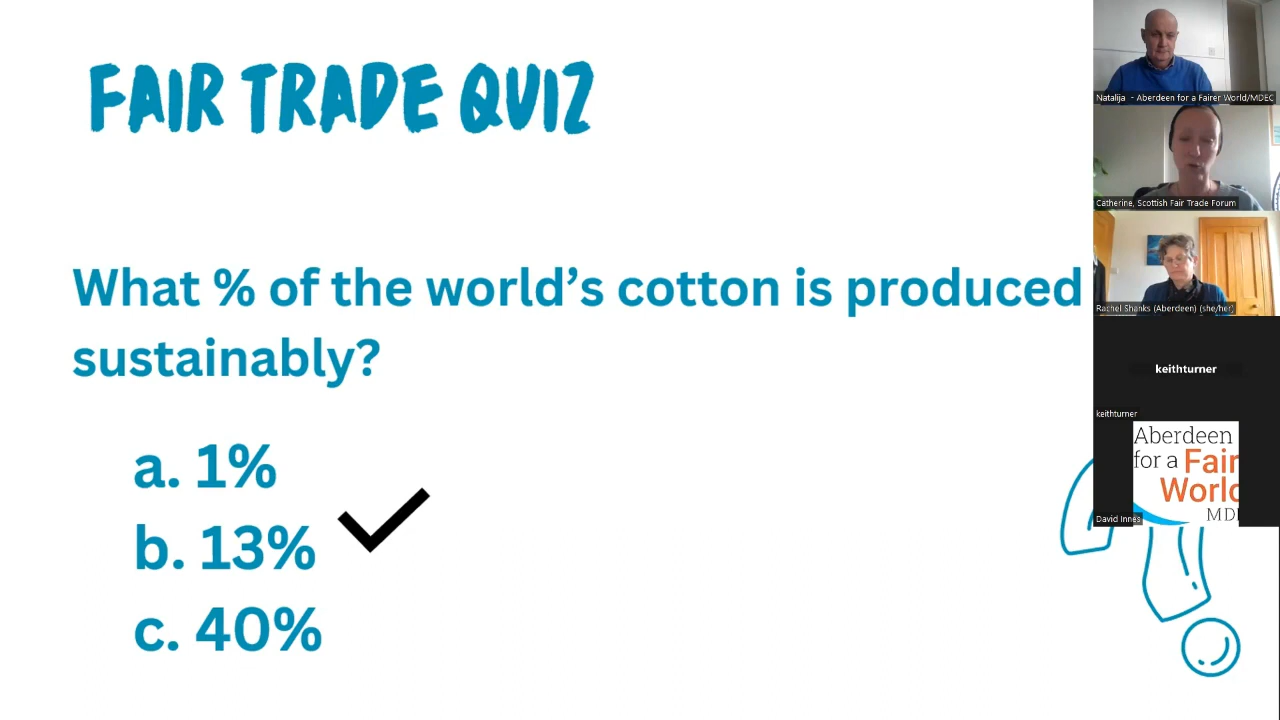 FAIR TRADE QUIZ
What % of the world's cotton is produced
sustainably?
a. 1%
b. 13%
c. 40%
Natalija - Aberdeen for a Fairer World/MDEC
Catherine, Scottish Fair Trade Forum
Rachel Shanks (Aberdeen) (she/her)
keithturner
keithturner
Aberdeen
for a Fair
World
MD
David Innes